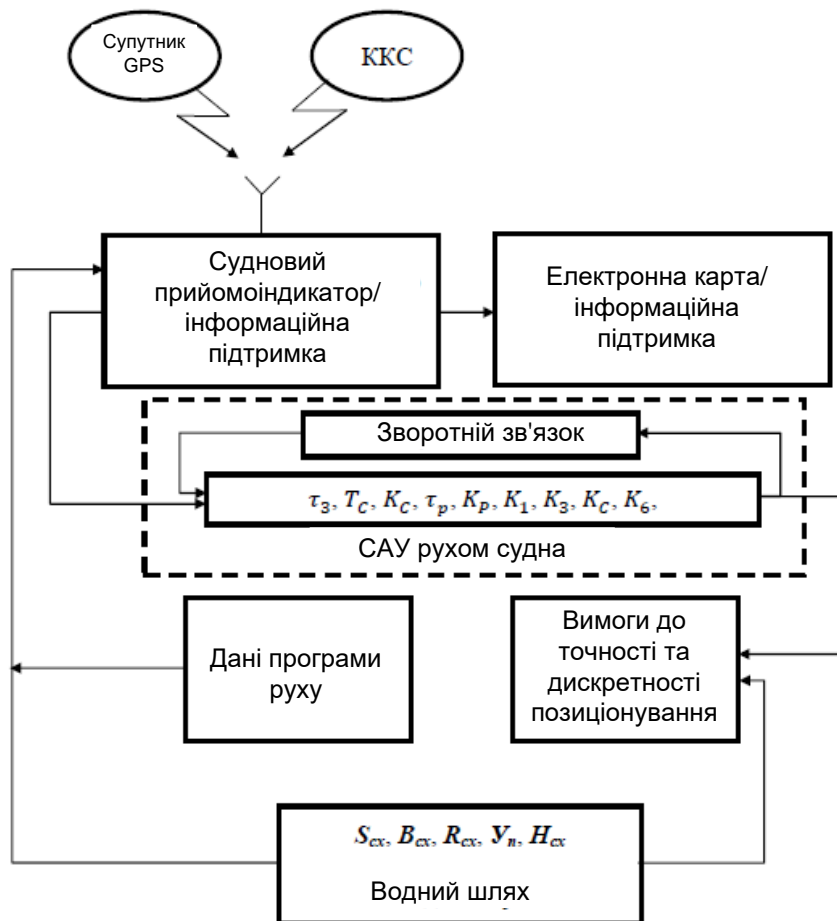 Супутник
GPS
ККС
Судновий
прийомоіндикатор/
інформаційна
підтримка
Електронна карта/
інформаційна
підтримка
Зворотній зв'язок
τ₃, T_C, K_C, τ_p, K_P, K₁, K₃, K_C, K₆,
САУ рухом судна
Дані програми
руху
Вимоги до
точності та
дискретності
позиціонування
S_cx, B_cx, R_cx, У_n, H_cx
Водний шлях